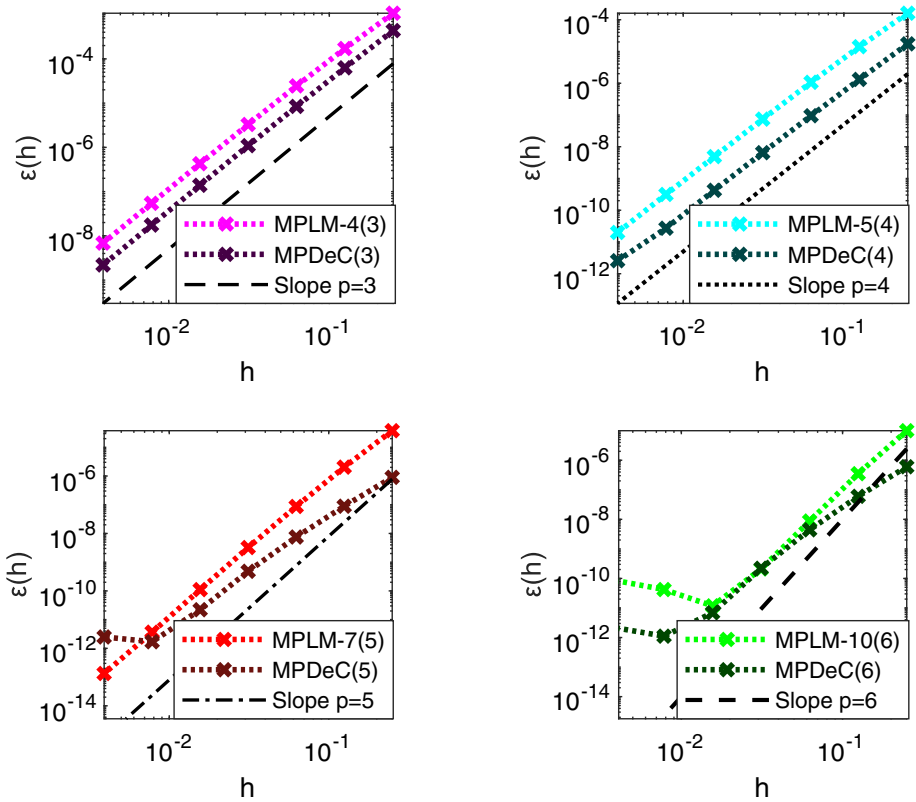 10^-4
10^-6
10^-8
ε(h)
MPLM-4(3)
MPDeC(3)
Slope p=3
10^-2
10^-1
h
10^-4
10^-6
10^-8
10^-10
10^-12
ε(h)
MPLM-5(4)
MPDeC(4)
Slope p=4
10^-2
10^-1
h
10^-6
10^-8
10^-10
10^-12
10^-14
ε(h)
MPLM-7(5)
MPDeC(5)
Slope p=5
10^-2
10^-1
h
10^-6
10^-8
10^-10
10^-12
10^-14
ε(h)
MPLM-10(6)
MPDeC(6)
Slope p=6
10^-2
10^-1
h